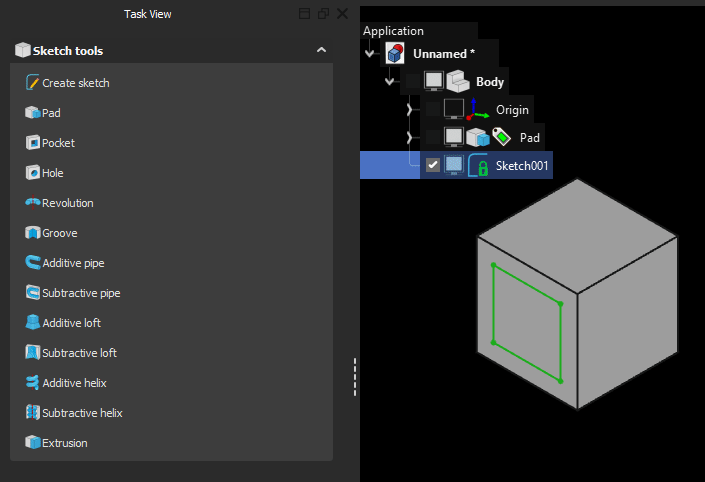 Task View
Sketch tools
Create sketch
Pad
Pocket
Hole
Revolution
Groove
Additive pipe
Subtractive pipe
Additive loft
Subtractive loft
Additive helix
Subtractive helix
Extrusion
Application
Unnamed *
Body
Origin
Pad
Sketch001